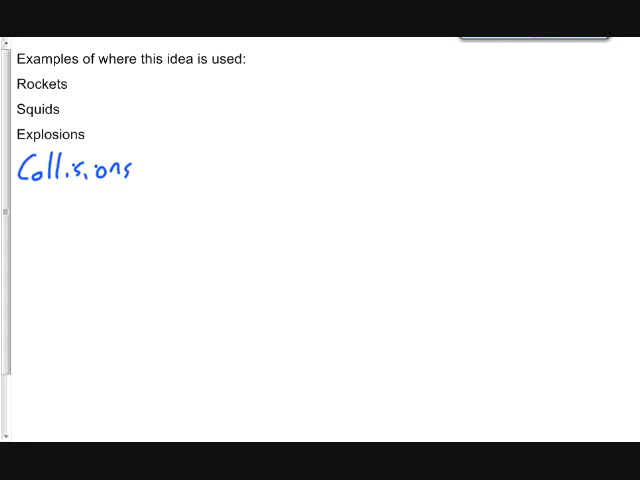 Examples of where this idea is used:
Rockets
Squids
Explosions
Collisions